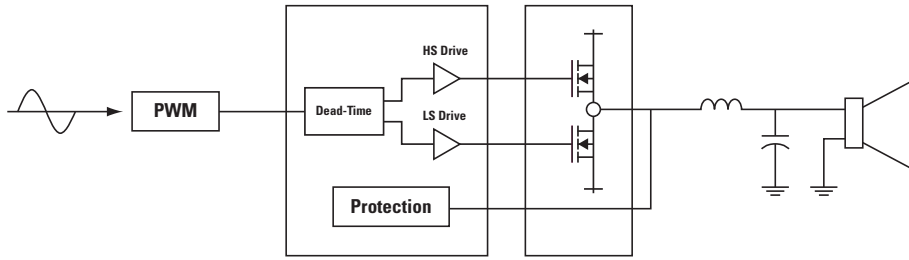 HS Drive
PWM
Dead-Time
LS Drive
Protection